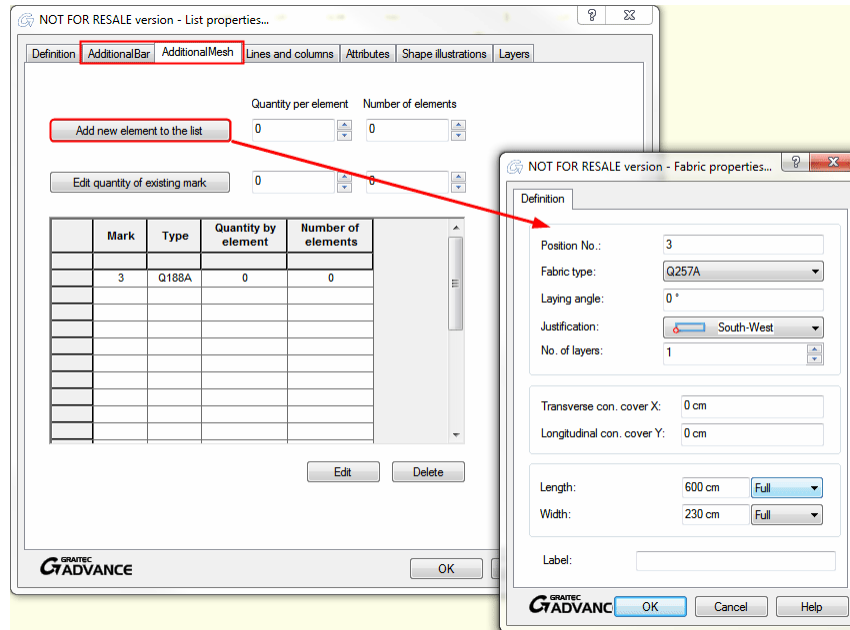 NOT FOR RESALE version - List properties...
?
Definition AdditionalBar AdditionalMesh Lines and columns Attributes Shape illustrations Layers
Quantity per element Number of elements
Add new element to the list 0 0
Edit quantity of existing mark 0 0
Mark Type Quantity by element Number of elements
3 Q188A 0 0
Edit Delete
GRAITEC
ADVANCE
OK
NOT FOR RESALE version - Fabric properties...
?
Definition
Position No.: 3
Fabric type: Q257A
Laying angle: 0 °
Justification: South-West
No. of layers: 1
Transverse con. cover X: 0 cm
Longitudinal con. cover Y: 0 cm
Length: 600 cm Full
Width: 230 cm Full
Label:
GRAITEC
ADVANC
OK Cancel Help